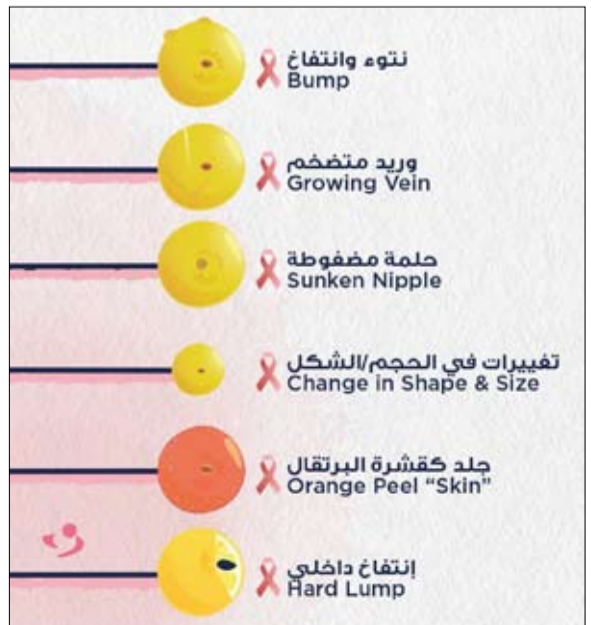 نتوء وانتفاخ
Bump
وريد متضخم
Growing Vein
حلمة مضغوطة
Sunken Nipple
تغييرات في الحجم/الشكل
Change in Shape & Size
جلد كقشرة البرتقال
Orange Peel “Skin”
إنتفاخ داخلي
Hard Lump